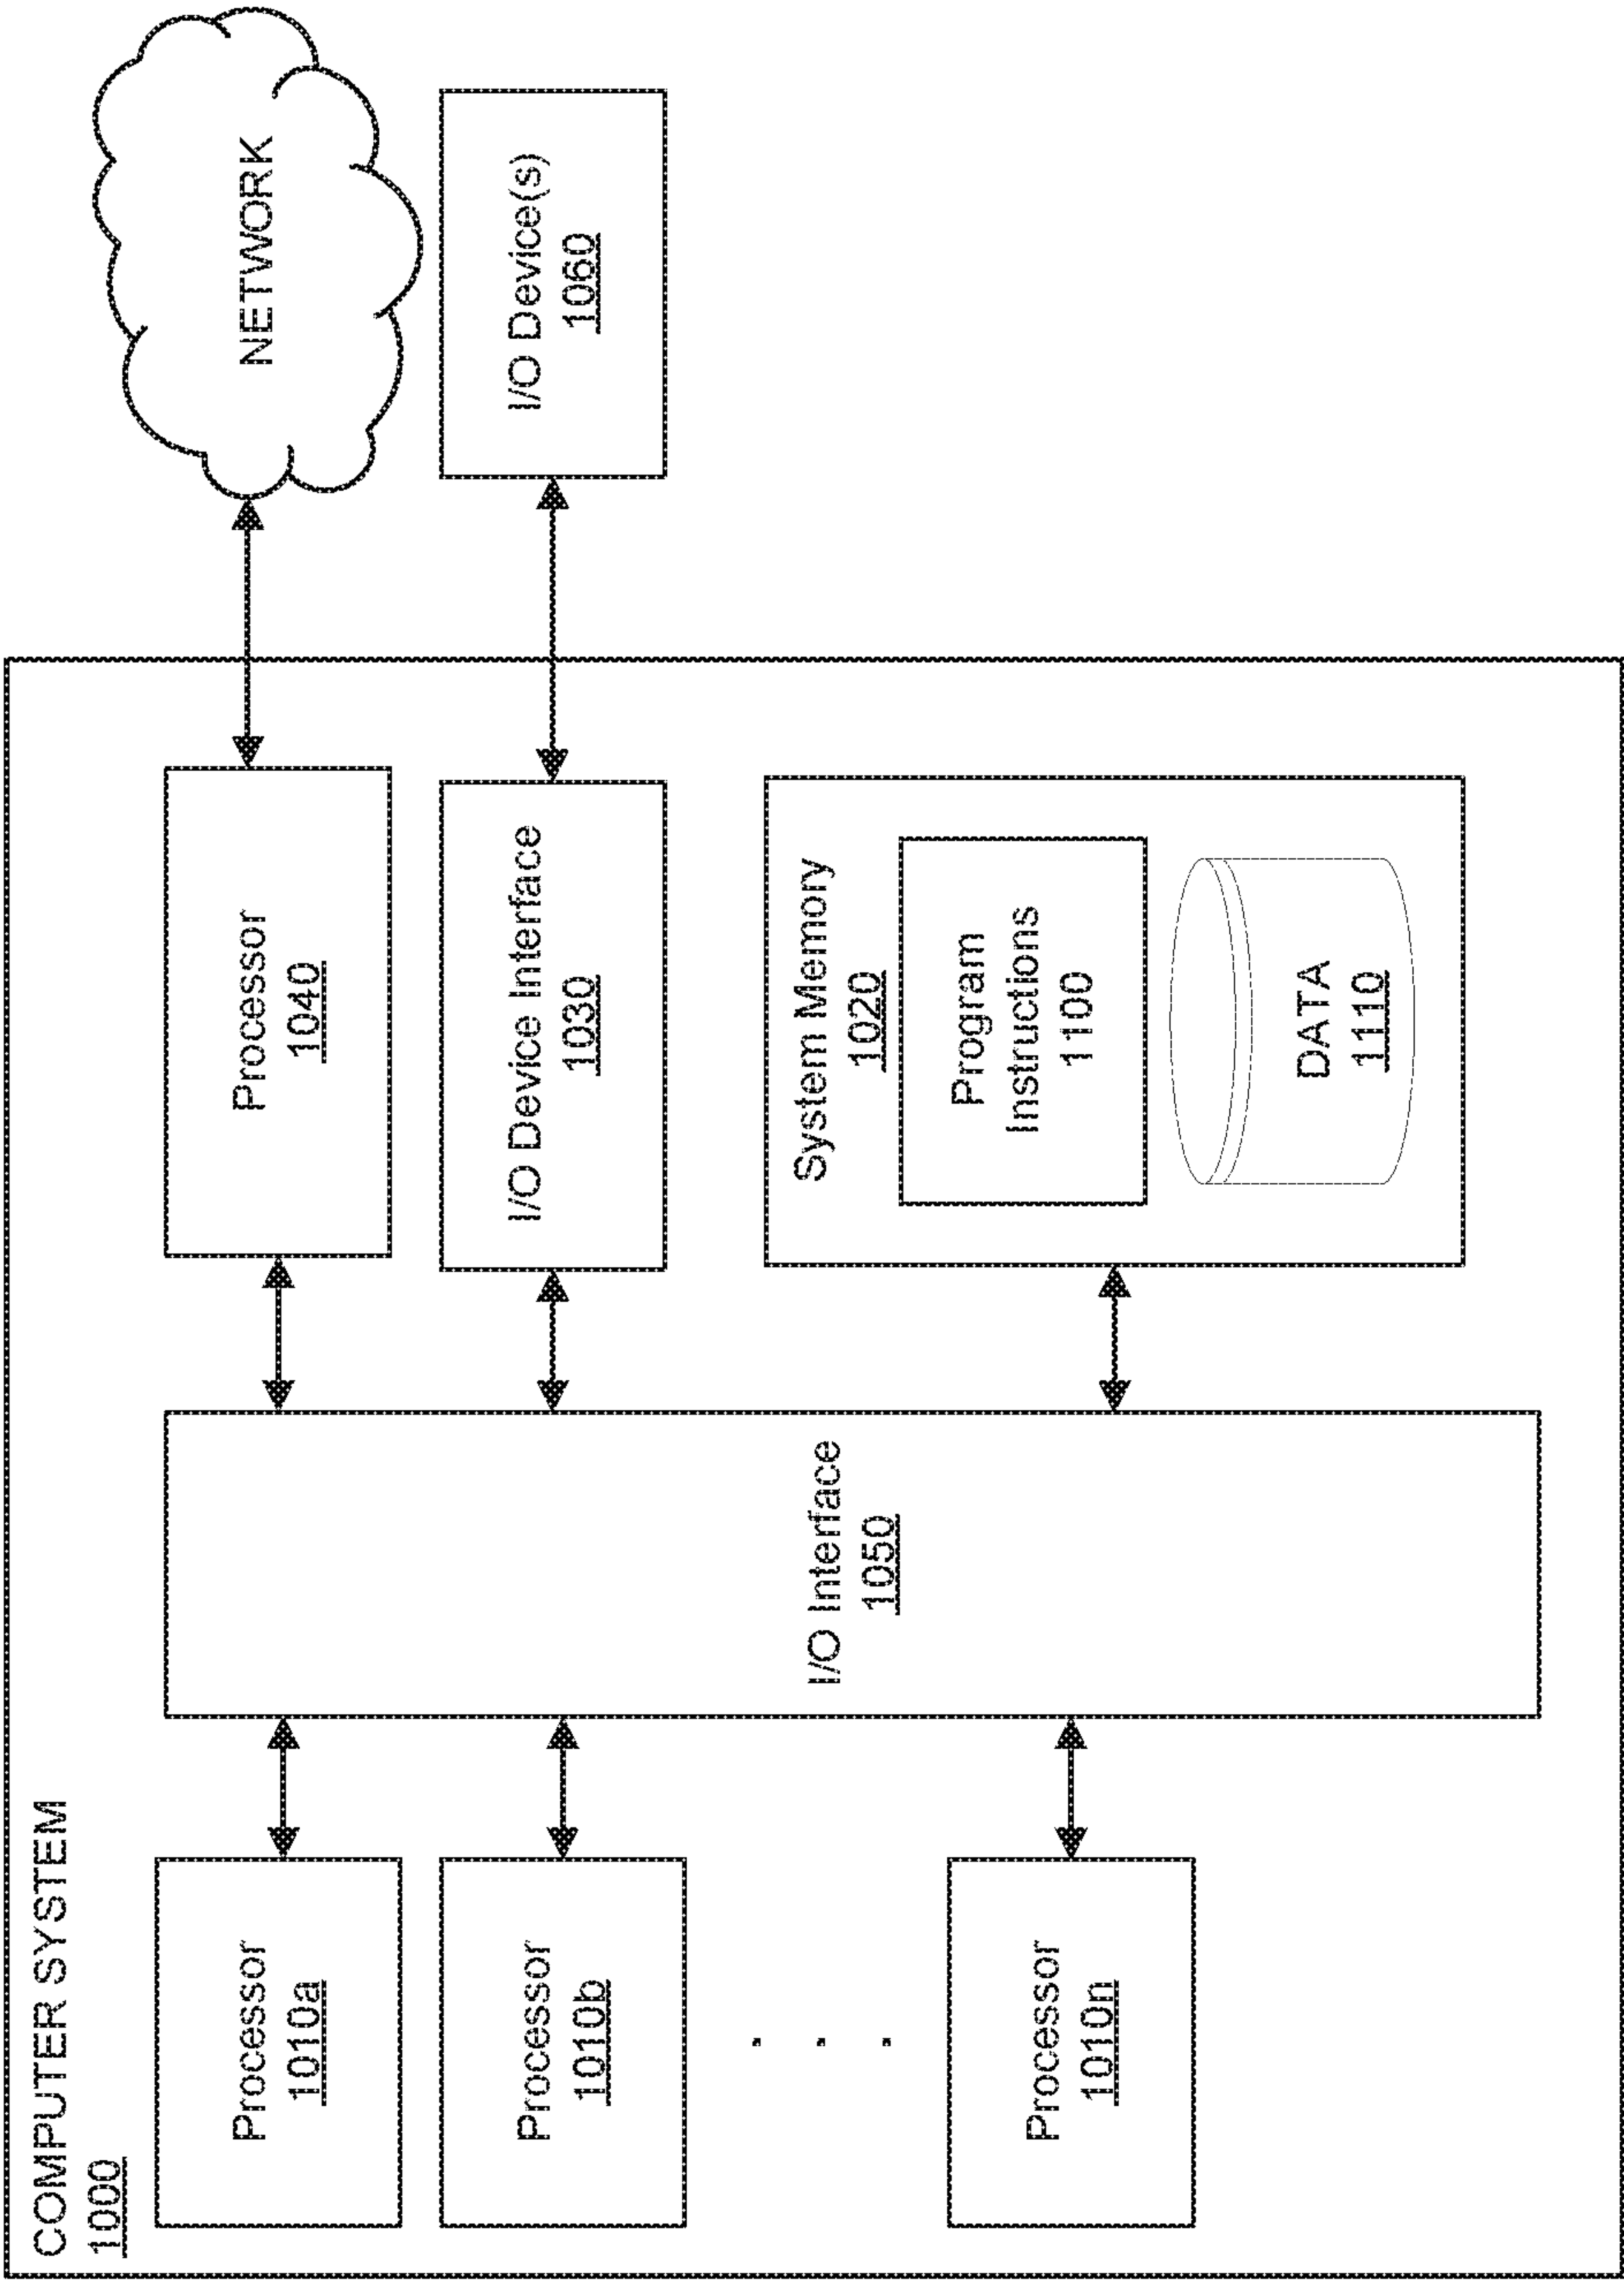 COMPUTER SYSTEM
1000
Processor
1010a
Processor
1010b
. . .
Processor
1010n
I/O Interface
1050
Processor
1040
I/O Device Interface
1030
System Memory
1020
Program
Instructions
1100
DATA
1110
NETWORK
I/O Device(s)
1060